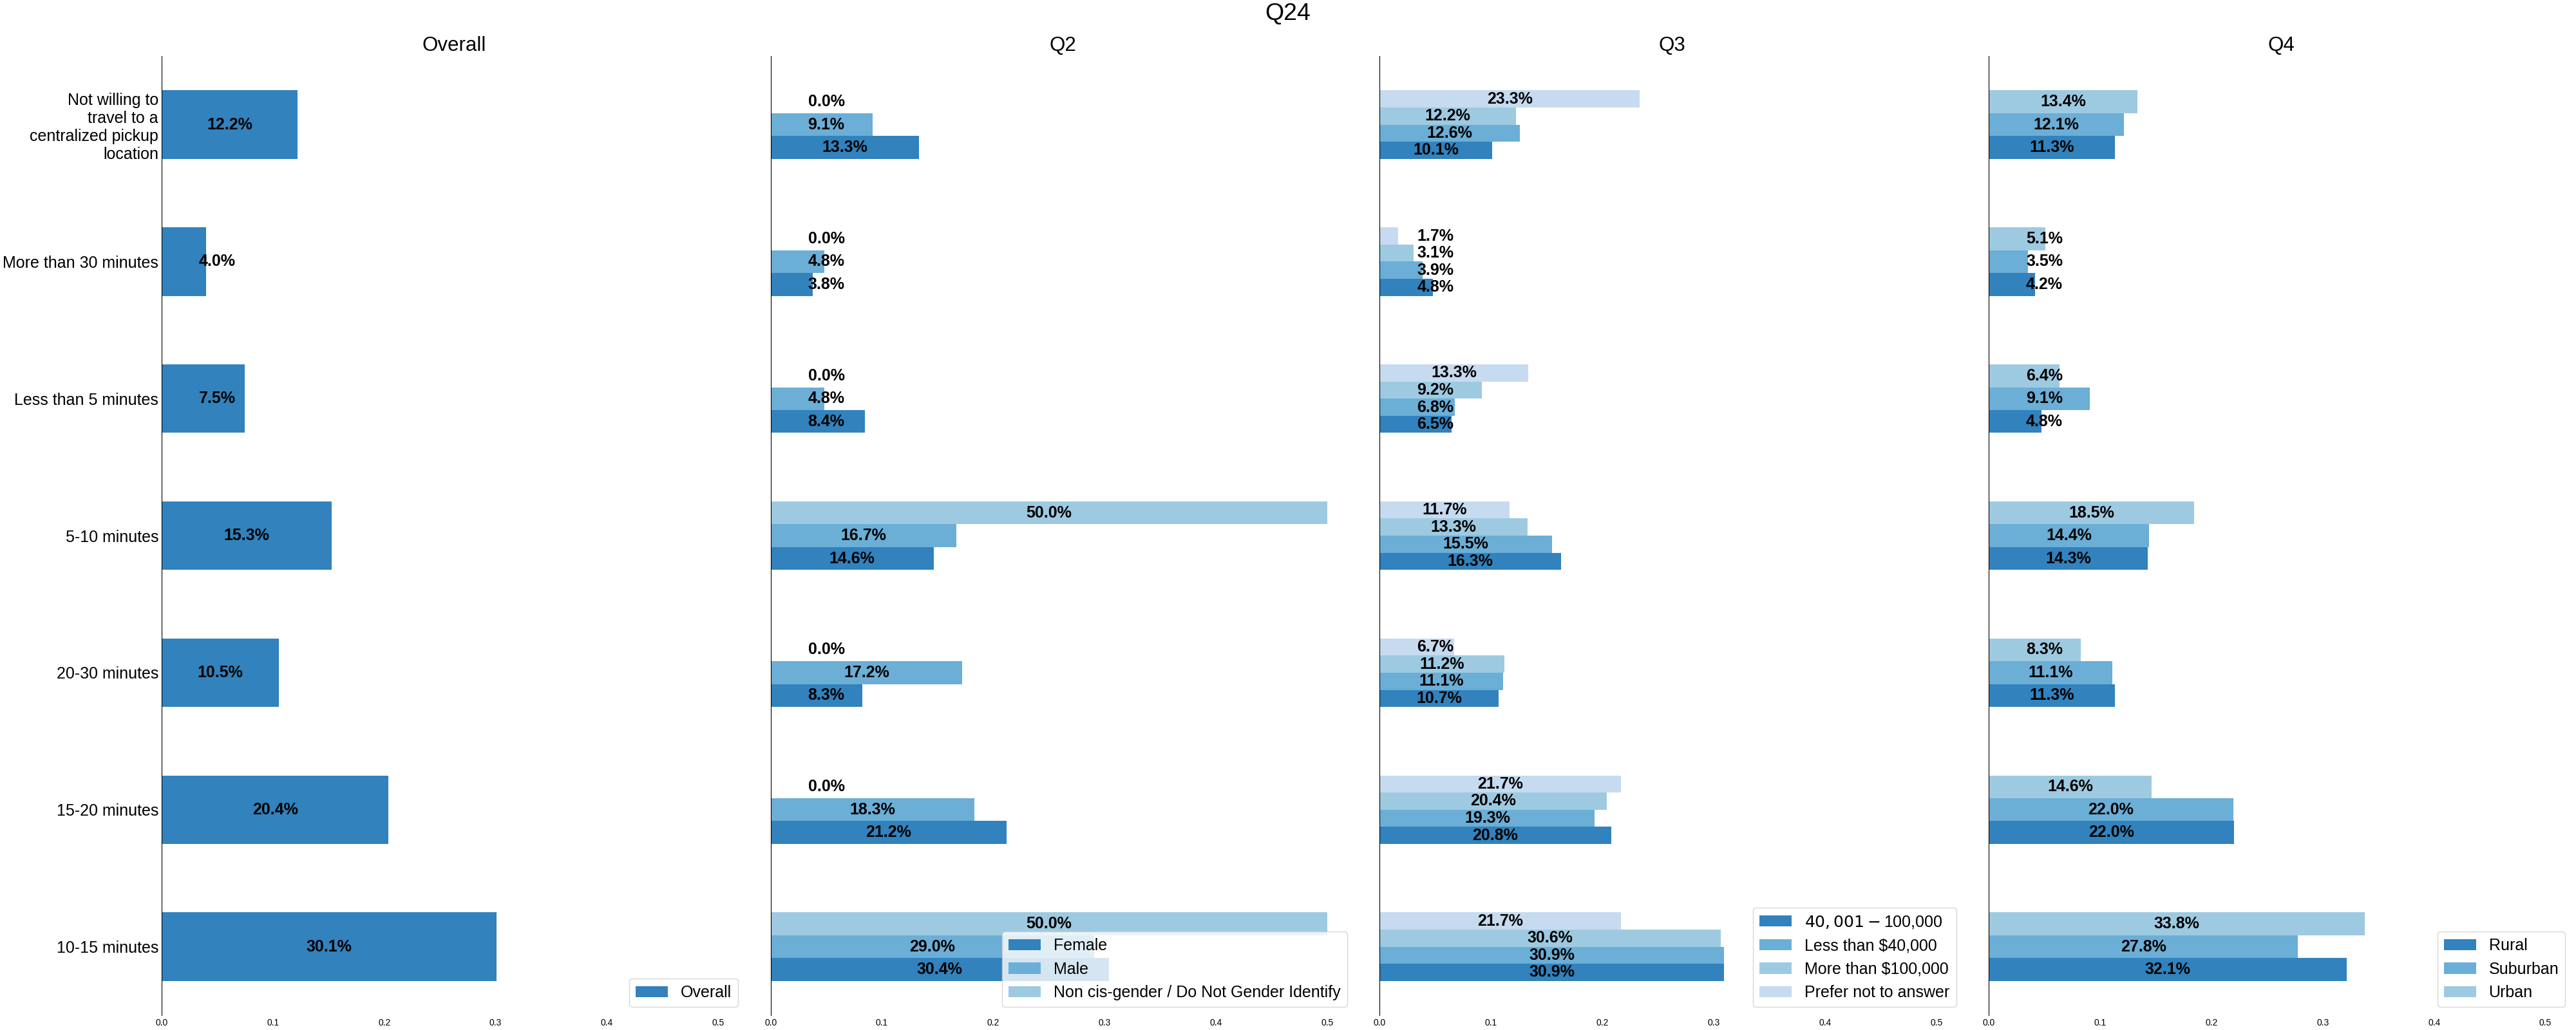 Q24
Overall
Q2
Q3
Q4
Not willing to
travel to a
centralized pickup
location
12.2%
0.0%
9.1%
13.3%
23.3%
12.2%
12.6%
10.1%
13.4%
12.1%
11.3%
More than 30 minutes
4.0%
0.0%
4.8%
3.8%
1.7%
3.1%
3.9%
4.8%
5.1%
3.5%
4.2%
Less than 5 minutes
7.5%
0.0%
4.8%
8.4%
13.3%
9.2%
6.8%
6.5%
6.4%
9.1%
4.8%
5-10 minutes
15.3%
50.0%
16.7%
14.6%
11.7%
13.3%
15.5%
16.3%
18.5%
14.4%
14.3%
20-30 minutes
10.5%
0.0%
17.2%
8.3%
6.7%
11.2%
11.1%
10.7%
8.3%
11.1%
11.3%
15-20 minutes
20.4%
0.0%
18.3%
21.2%
21.7%
20.4%
19.3%
20.8%
14.6%
22.0%
22.0%
10-15 minutes
30.1%
50.0%
29.0%
30.4%
21.7%
30.6%
30.9%
30.9%
33.8%
27.8%
32.1%
Overall
Female
Male
Non cis-gender / Do Not Gender Identify
40,001 − 100,000
Less than $40,000
More than $100,000
Prefer not to answer
Rural
Suburban
Urban
0.0 0.1 0.2 0.3 0.4 0.5
0.0 0.1 0.2 0.3 0.4 0.5
0.0 0.1 0.2 0.3 0.4 0.5
0.0 0.1 0.2 0.3 0.4 0.5